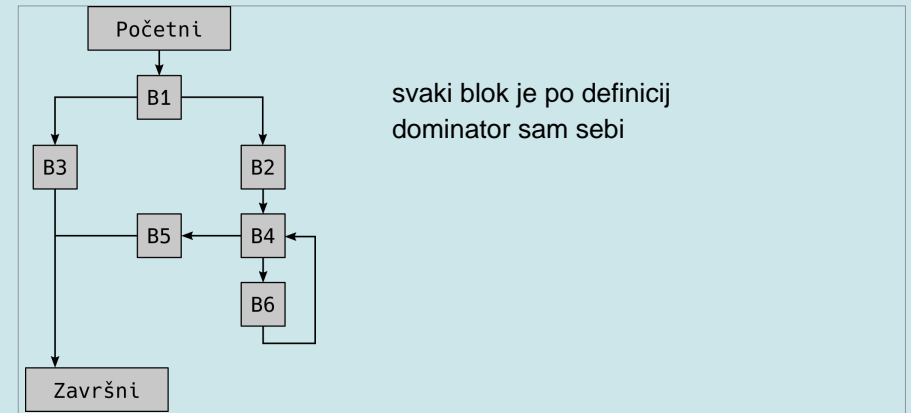 Početni
B1
svaki blok je po definicij
dominator sam sebi
B3
B2
B5
B4
B6
Završni